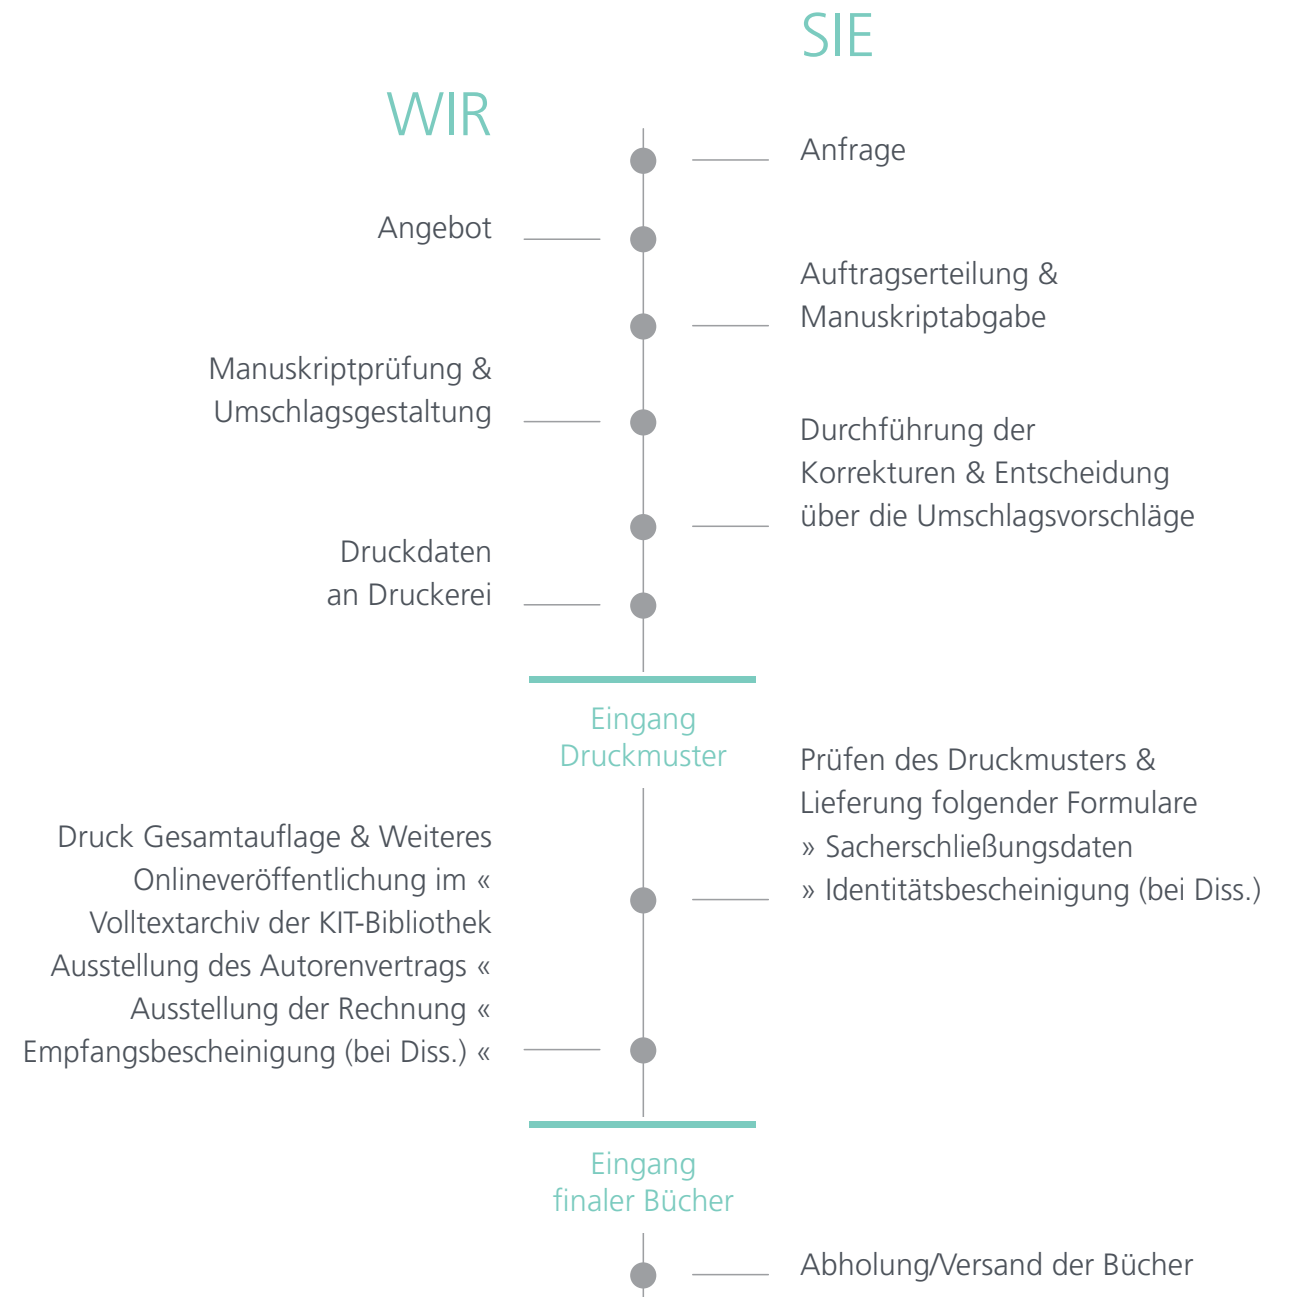 SIE
WIR
Anfrage
Angebot
Auftragserteilung &
Manuskriptabgabe
Manuskriptprüfung &
Umschlagsgestaltung
Durchführung der
Korrekturen & Entscheidung
über die Umschlagsvorschläge
Druckdaten
an Druckerei
Eingang
Druckmuster
Prüfen des Druckmusters &
Lieferung folgender Formulare
» Sacherschließungsdaten
» Identitätsbescheinigung (bei Diss.)
Druck Gesamtauflage & Weiteres
Onlineveröffentlichung im «
Volltextarchiv der KIT-Bibliothek
Ausstellung des Autorenvertrags «
Ausstellung der Rechnung «
Empfangsbescheinigung (bei Diss.) «
Eingang
finaler Bücher
Abholung/Versand der Bücher